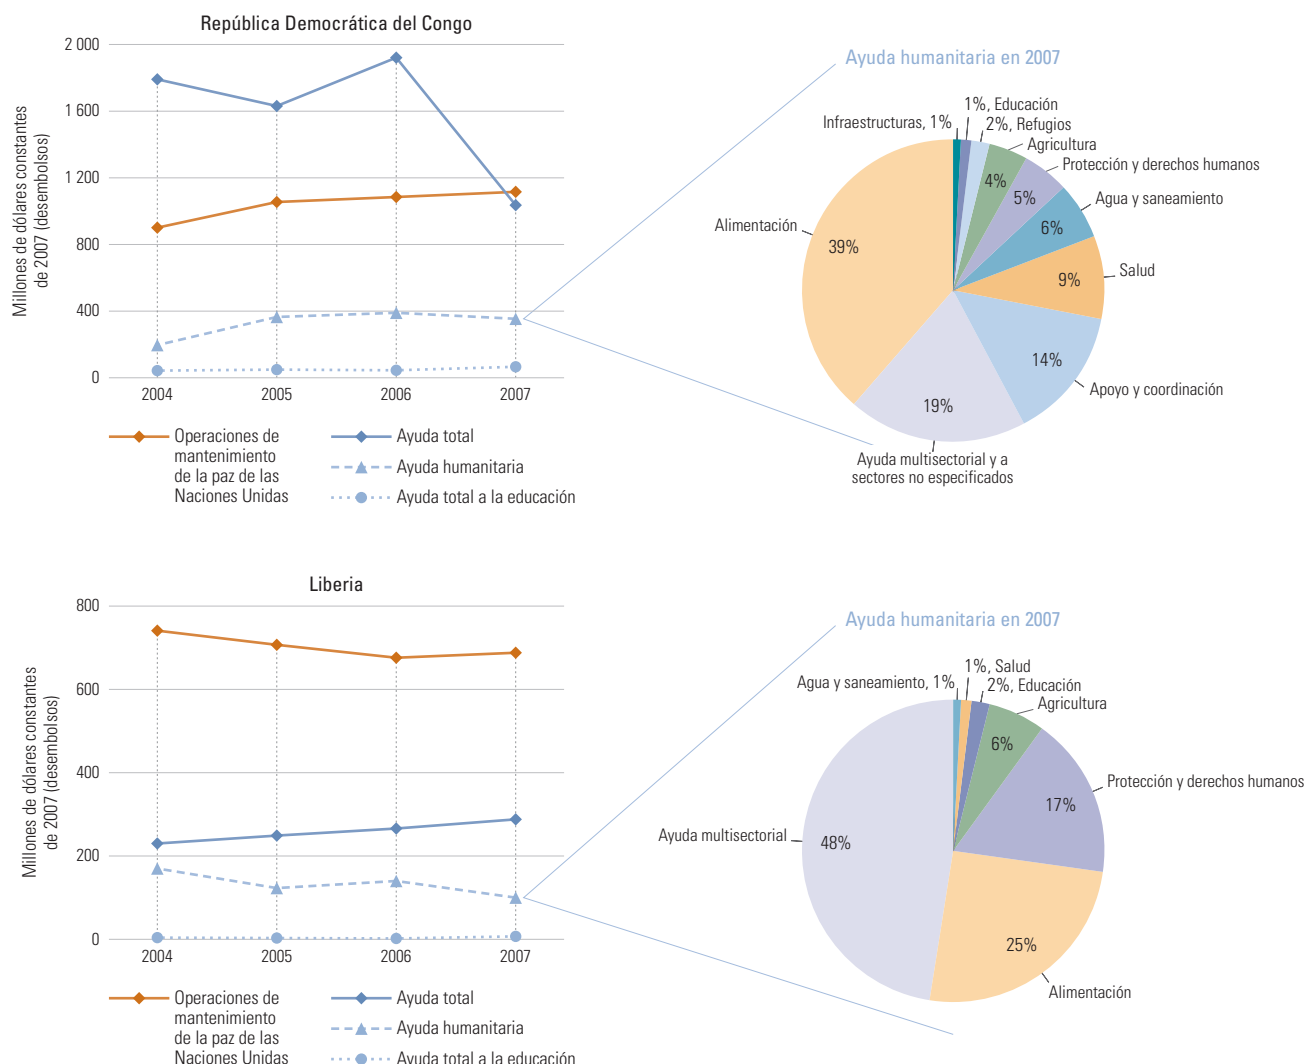 República Democrática del Congo
Millones de dólares constantes
de 2007 (desembolsos)
2 000
1 600
1 200
800
400
0
2004
2005
2006
2007
Operaciones de
mantenimiento
de la paz de las
Naciones Unidas
Ayuda total
Ayuda humanitaria
Ayuda total a la educación
Ayuda humanitaria en 2007
Infraestructuras, 1%
1%, Educación
2%, Refugios
Agricultura
4%
Protección y derechos humanos
5%
Agua y saneamiento
6%
Salud
9%
Apoyo y coordinación
14%
Ayuda multisectorial y a
sectores no especificados
19%
Alimentación
39%
Liberia
Millones de dólares constantes
de 2007 (desembolsos)
800
600
400
200
0
2004
2005
2006
2007
Operaciones de
mantenimiento
de la paz de las
Naciones Unidas
Ayuda total
Ayuda humanitaria
Ayuda total a la educación
Ayuda humanitaria en 2007
Agua y saneamiento, 1%
1%, Salud
2%, Educación
Agricultura
6%
Protección y derechos humanos
17%
Alimentación
25%
Ayuda multisectorial
48%